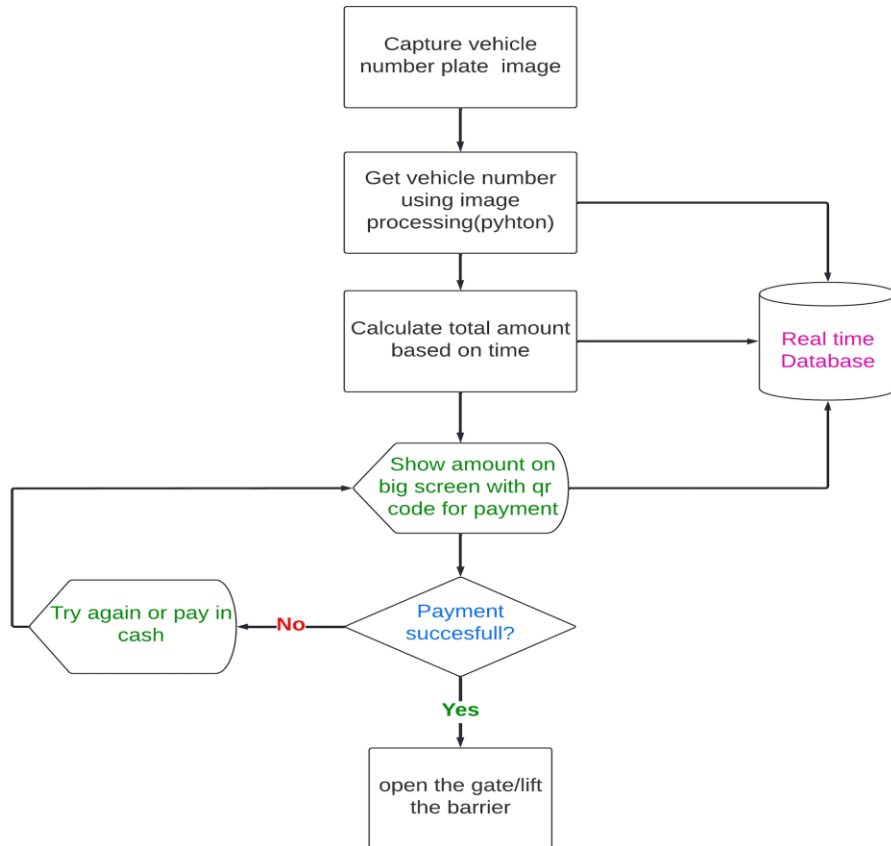 Capture vehicle
number plate image
Get vehicle number
using image
processing(pyhton)
Calculate total amount
based on time
Real time
Database
Show amount on
big screen with qr
code for payment
Try again or pay in
cash
No
Payment
succesfull?
Yes
open the gate/lift
the barrier